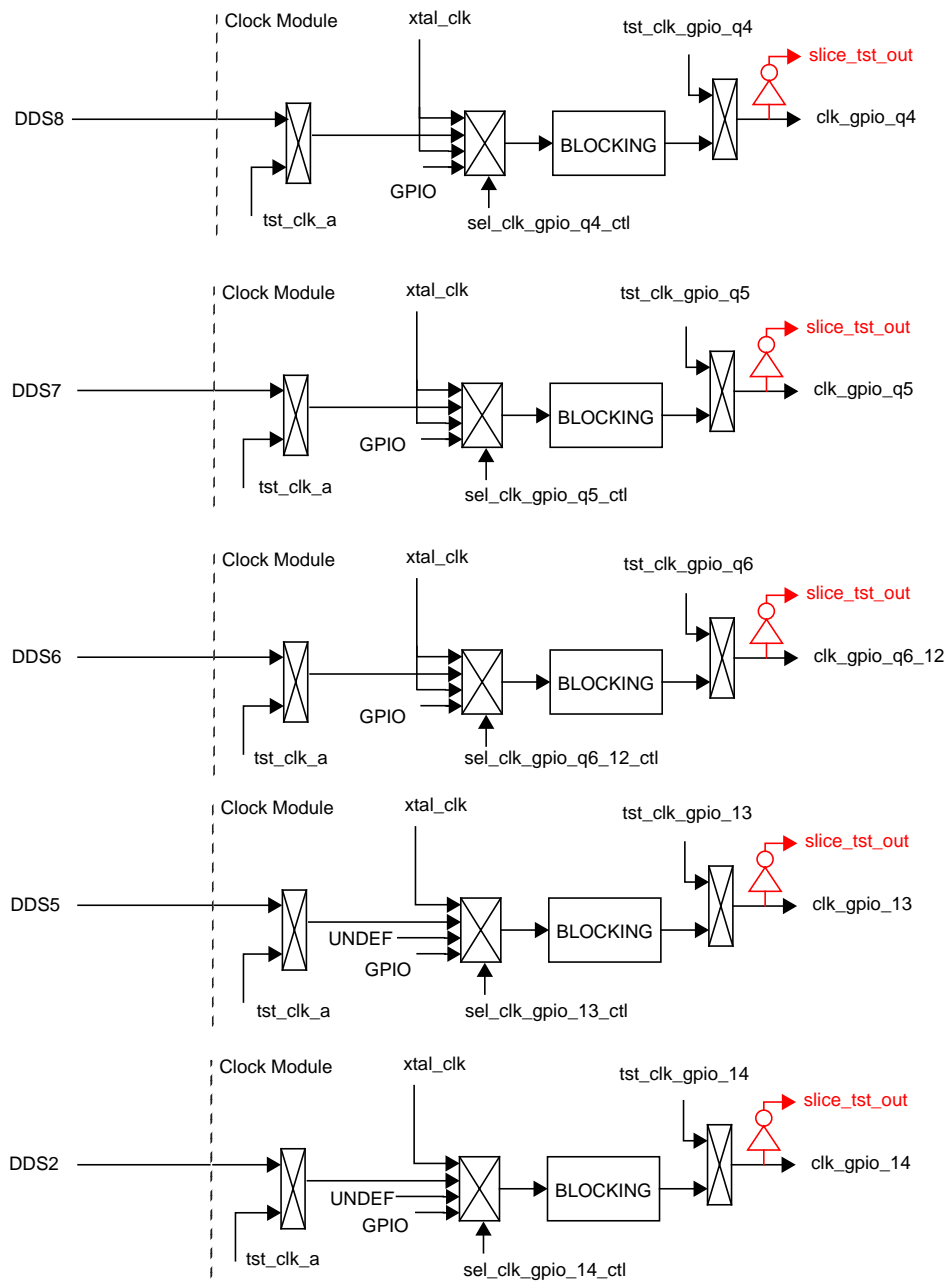 Clock Module
xtal_clk
tst_clk_gpio_q4
slice_tst_out
DDS8
clk_gpio_q4
BLOCKING
GPIO
tst_clk_a
sel_clk_gpio_q4_ctl
Clock Module
xtal_clk
tst_clk_gpio_q5
slice_tst_out
DDS7
clk_gpio_q5
BLOCKING
GPIO
tst_clk_a
sel_clk_gpio_q5_ctl
Clock Module
xtal_clk
tst_clk_gpio_q6
slice_tst_out
DDS6
clk_gpio_q6_12
BLOCKING
GPIO
tst_clk_a
sel_clk_gpio_q6_12_ctl
Clock Module
xtal_clk
tst_clk_gpio_13
slice_tst_out
DDS5
clk_gpio_13
UNDEF
BLOCKING
GPIO
tst_clk_a
sel_clk_gpio_13_ctl
Clock Module
xtal_clk
tst_clk_gpio_14
slice_tst_out
DDS2
clk_gpio_14
UNDEF
BLOCKING
GPIO
tst_clk_a
sel_clk_gpio_14_ctl